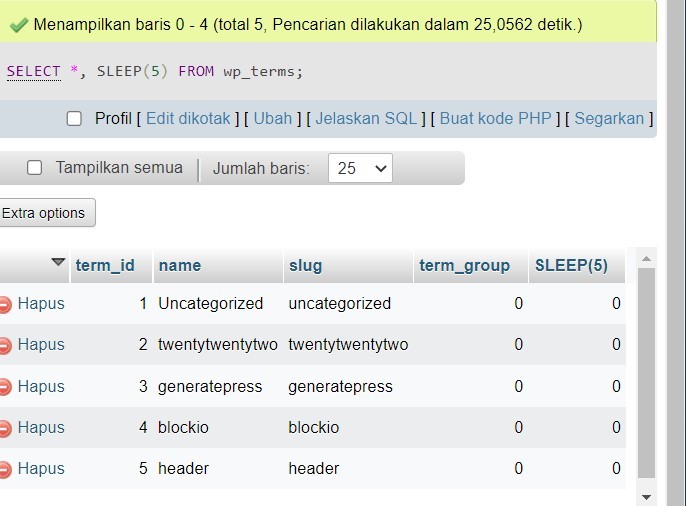 Menampilkan baris 0 - 4 (total 5, Pencarian dilakukan dalam 25,0562 detik.)
SELECT *, SLEEP(5) FROM wp_terms;
Profil [ Edit dikotak ] [ Ubah ] [ Jelaskan SQL ] [ Buat kode PHP ] [ Segarkan ]
Tampilkan semua | Jumlah baris: 25
Extra options
term_id name slug term_group SLEEP(5)
Hapus 1 Uncategorized uncategorized 0 0
Hapus 2 twentytwentytwo twentytwentytwo 0 0
Hapus 3 generatepress generatepress 0 0
Hapus 4 blockio blockio 0 0
Hapus 5 header header 0 0